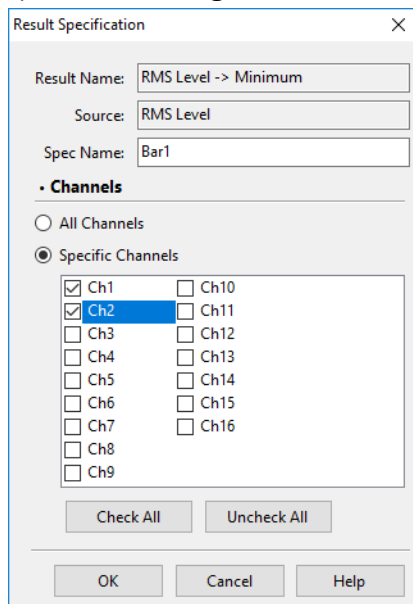 Result Specification
Result Name: RMS Level -> Minimum
Source: RMS Level
Spec Name: Bar1
• Channels
All Channels
Specific Channels
Ch1 Ch10
Ch2 Ch11
Ch3 Ch12
Ch4 Ch13
Ch5 Ch14
Ch6 Ch15
Ch7 Ch16
Ch8
Ch9
Check All Uncheck All
OK Cancel Help